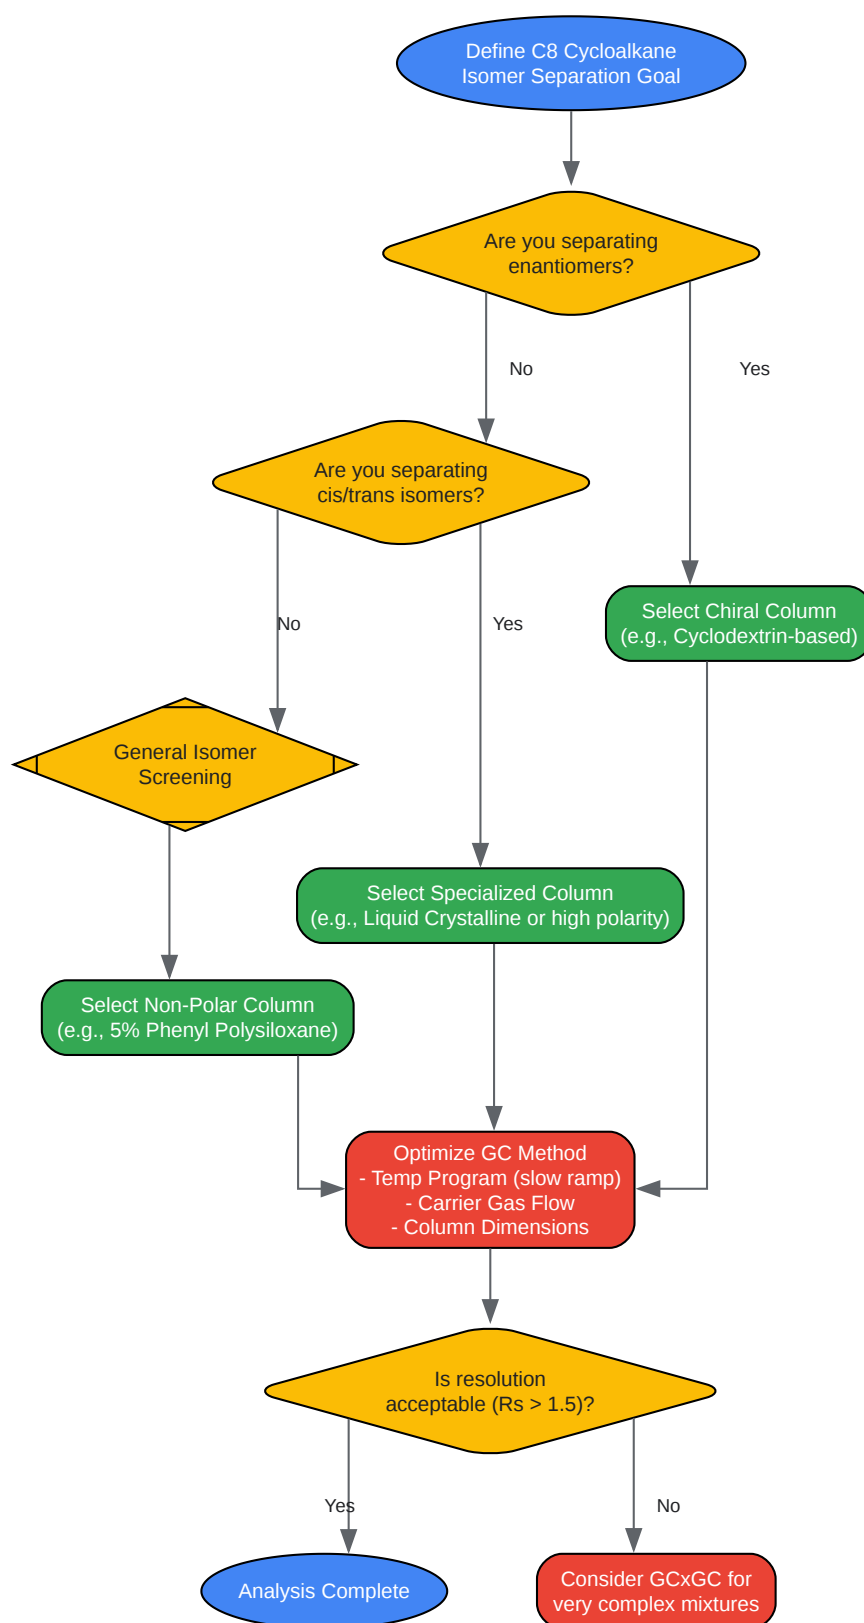 Define C8 Cycloalkane
Isomer Separation Goal
Are you separating
enantiomers?
No
Yes
Are you separating
cis/trans isomers?
No
Yes
Select Chiral Column
(e.g., Cyclodextrin-based)
General Isomer
Screening
Select Specialized Column
(e.g., Liquid Crystalline or high polarity)
Select Non-Polar Column
(e.g., 5% Phenyl Polysiloxane)
Optimize GC Method
- Temp Program (slow ramp)
- Carrier Gas Flow
- Column Dimensions
Is resolution
acceptable (Rs > 1.5)?
Yes
No
Analysis Complete
Consider GCxGC for
very complex mixtures